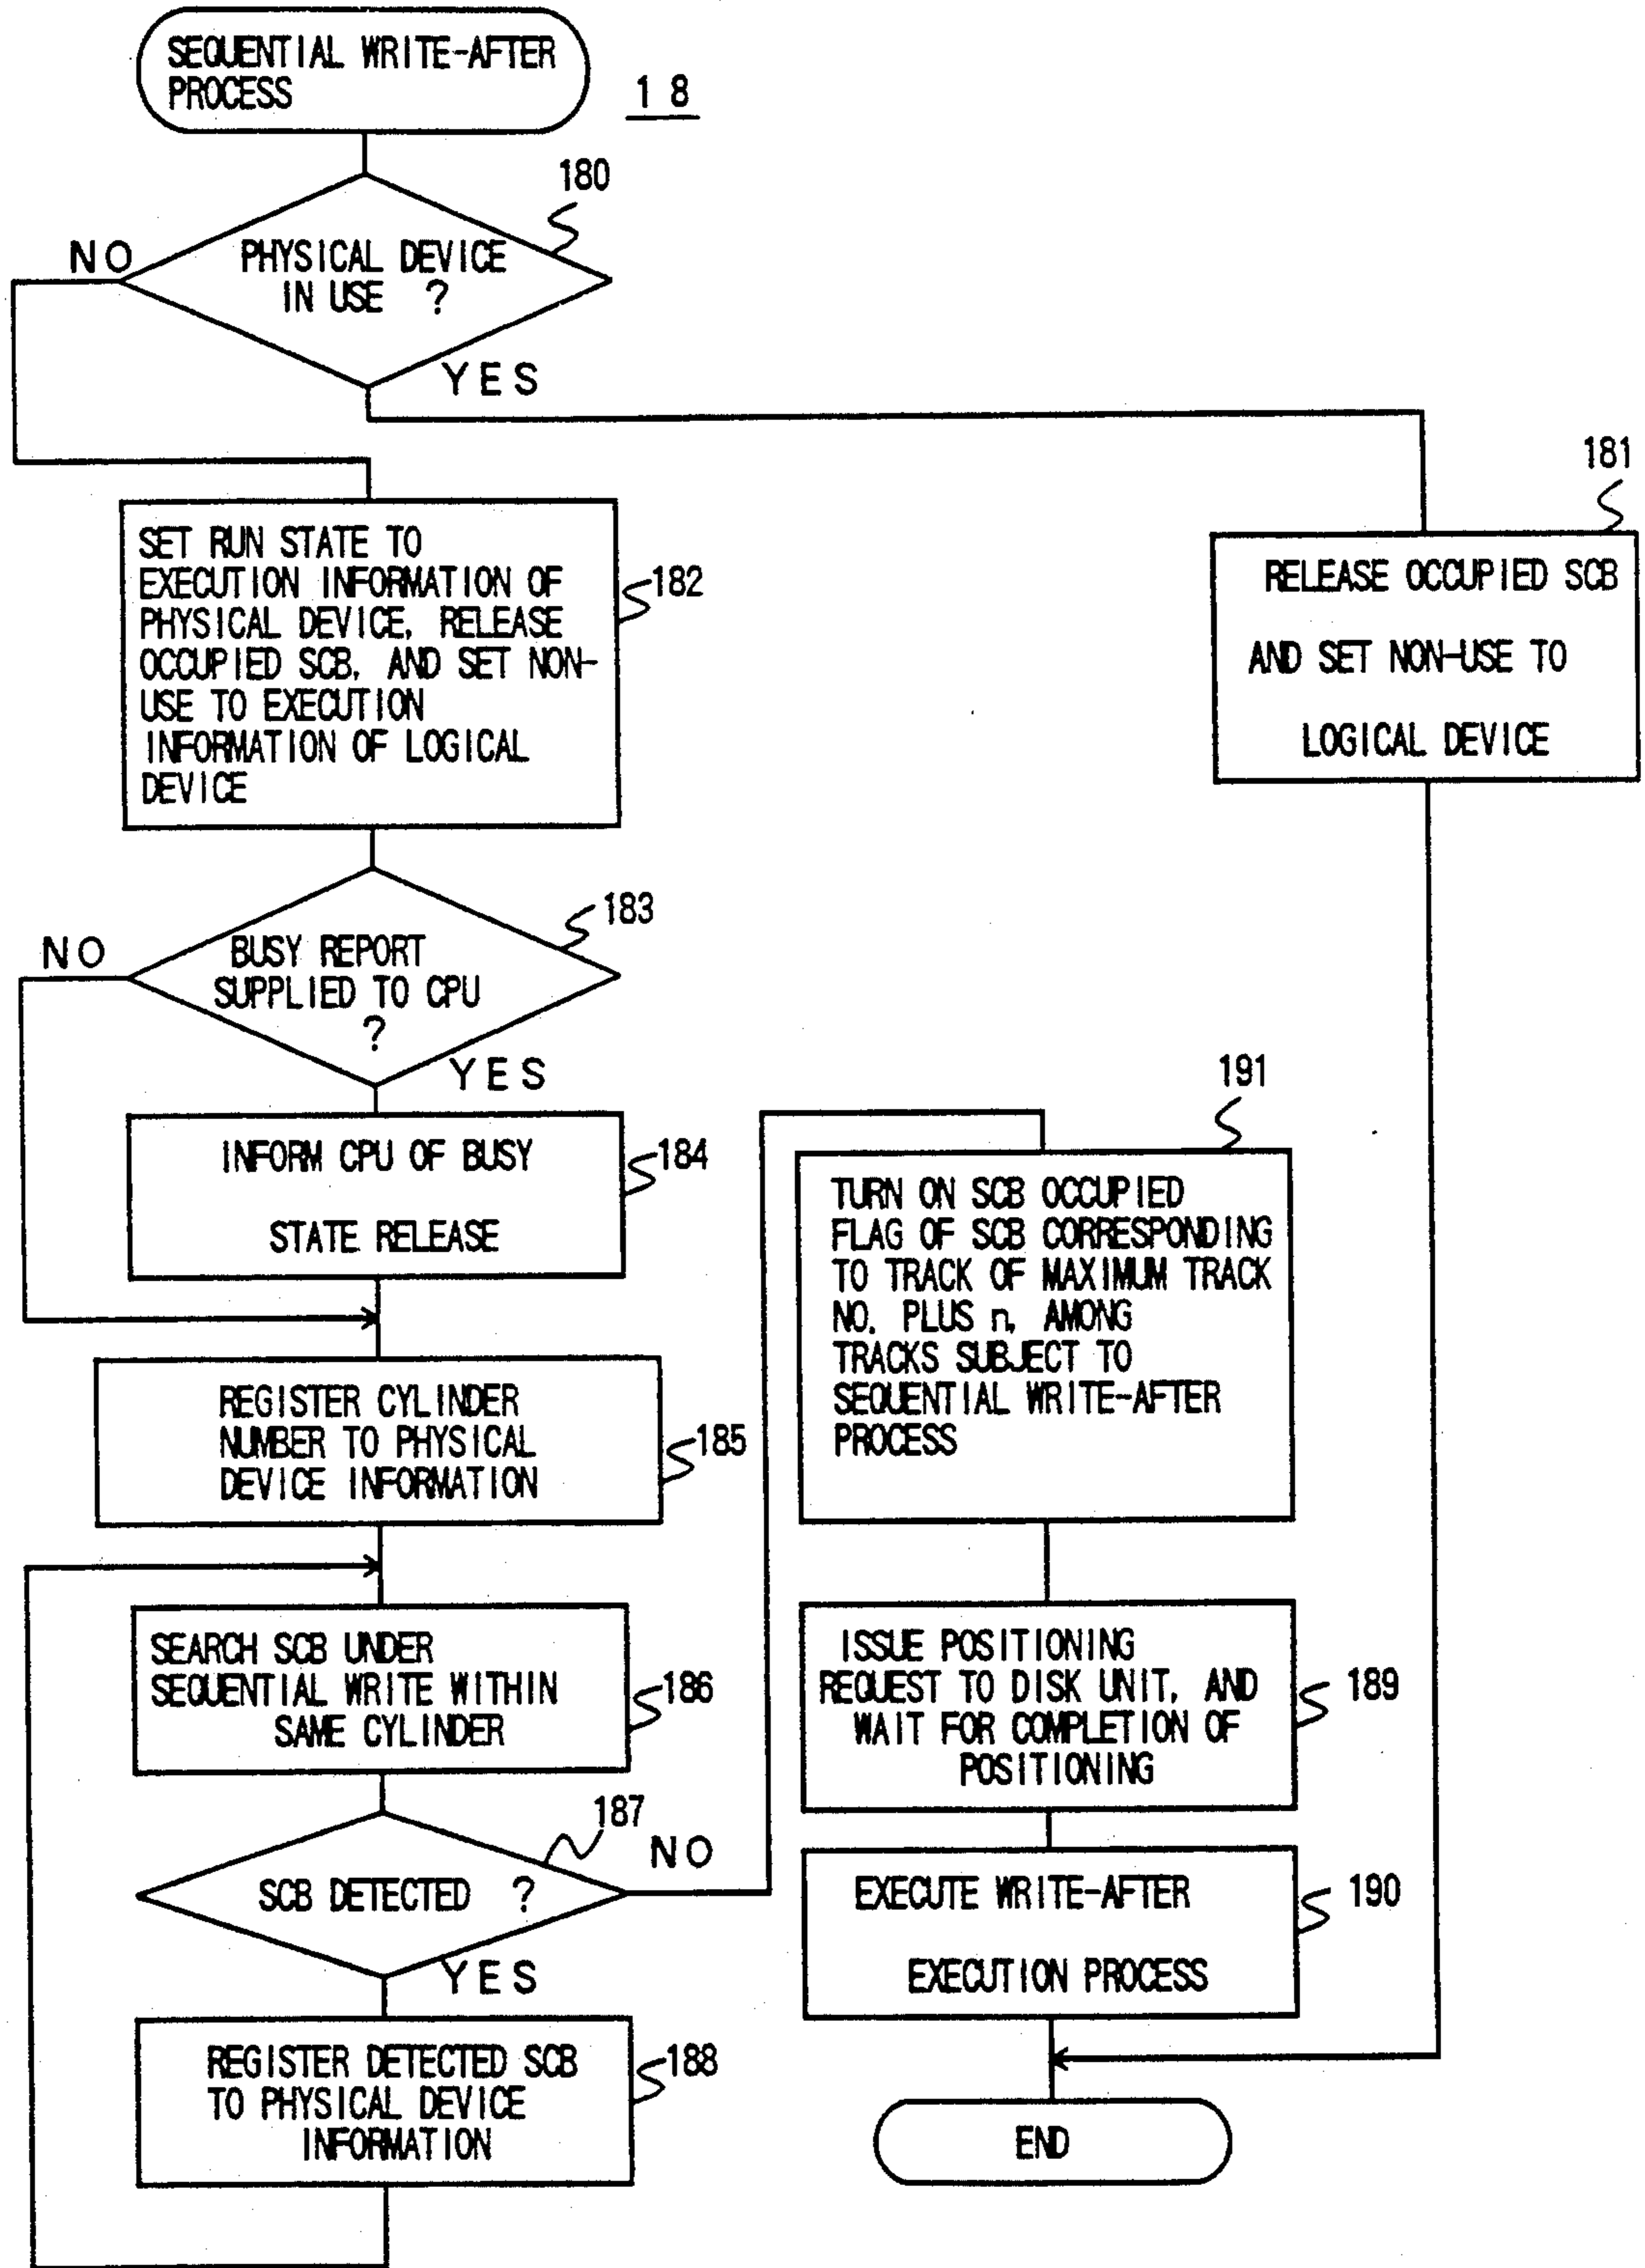 SEQUENTIAL WRITE-AFTER
PROCESS
18
180
NO
PHYSICAL DEVICE
IN USE ?
YES
181
RELEASE OCCUPIED SCB
AND SET NON-USE TO
LOGICAL DEVICE
SET RUN STATE TO
EXECUTION INFORMATION OF
PHYSICAL DEVICE, RELEASE
OCCUPIED SCB, AND SET NON-
USE TO EXECUTION
INFORMATION OF LOGICAL
DEVICE
182
183
NO
BUSY REPORT
SUPPLIED TO CPU
?
YES
INFORM CPU OF BUSY
STATE RELEASE
184
REGISTER CYLINDER
NUMBER TO PHYSICAL
DEVICE INFORMATION
185
SEARCH SCB UNDER
SEQUENTIAL WRITE WITHIN
SAME CYLINDER
186
187
NO
SCB DETECTED ?
YES
REGISTER DETECTED SCB
TO PHYSICAL DEVICE
INFORMATION
188
191
TURN ON SCB OCCUPIED
FLAG OF SCB CORRESPONDING
TO TRACK OF MAXIMUM TRACK
NO. PLUS n, AMONG
TRACKS SUBJECT TO
SEQUENTIAL WRITE-AFTER
PROCESS
ISSUE POSITIONING
REQUEST TO DISK UNIT, AND
WAIT FOR COMPLETION OF
POSITIONING
189
EXECUTE WRITE-AFTER
EXECUTION PROCESS
190
END